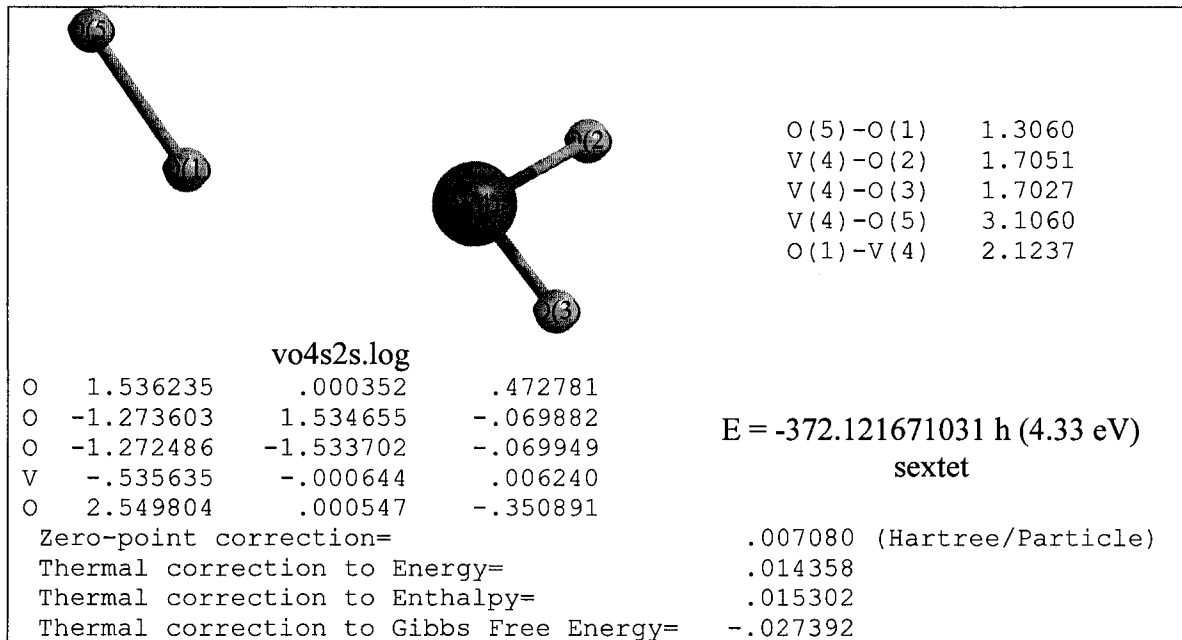 O(5)-O(1) 1.3060
V(4)-O(2) 1.7051
V(4)-O(3) 1.7027
V(4)-O(5) 3.1060
O(1)-V(4) 2.1237
vo4s2s.log
O 1.536235 .000352 .472781
O -1.273603 1.534655 -.069882
O -1.272486 -1.533702 -.069949
V -.535635 -.000644 .006240
O 2.549804 .000547 -.350891
E = -372.121671031 h (4.33 eV)
sextet
Zero-point correction= .007080 (Hartree/Particle)
Thermal correction to Energy= .014358
Thermal correction to Enthalpy= .015302
Thermal correction to Gibbs Free Energy= -.027392